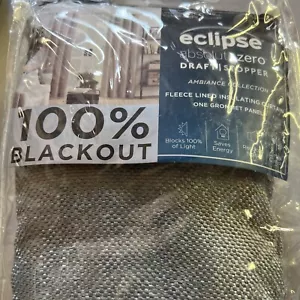 eclipse
absolute zero
DRAFT STOPPER
AMBIANCE COLLECTION
FLEECE LINED INSULATING
ONE GROMMET PANEL
100%
BLACKOUT
Blocks 100%
of Light
Saves
Energy